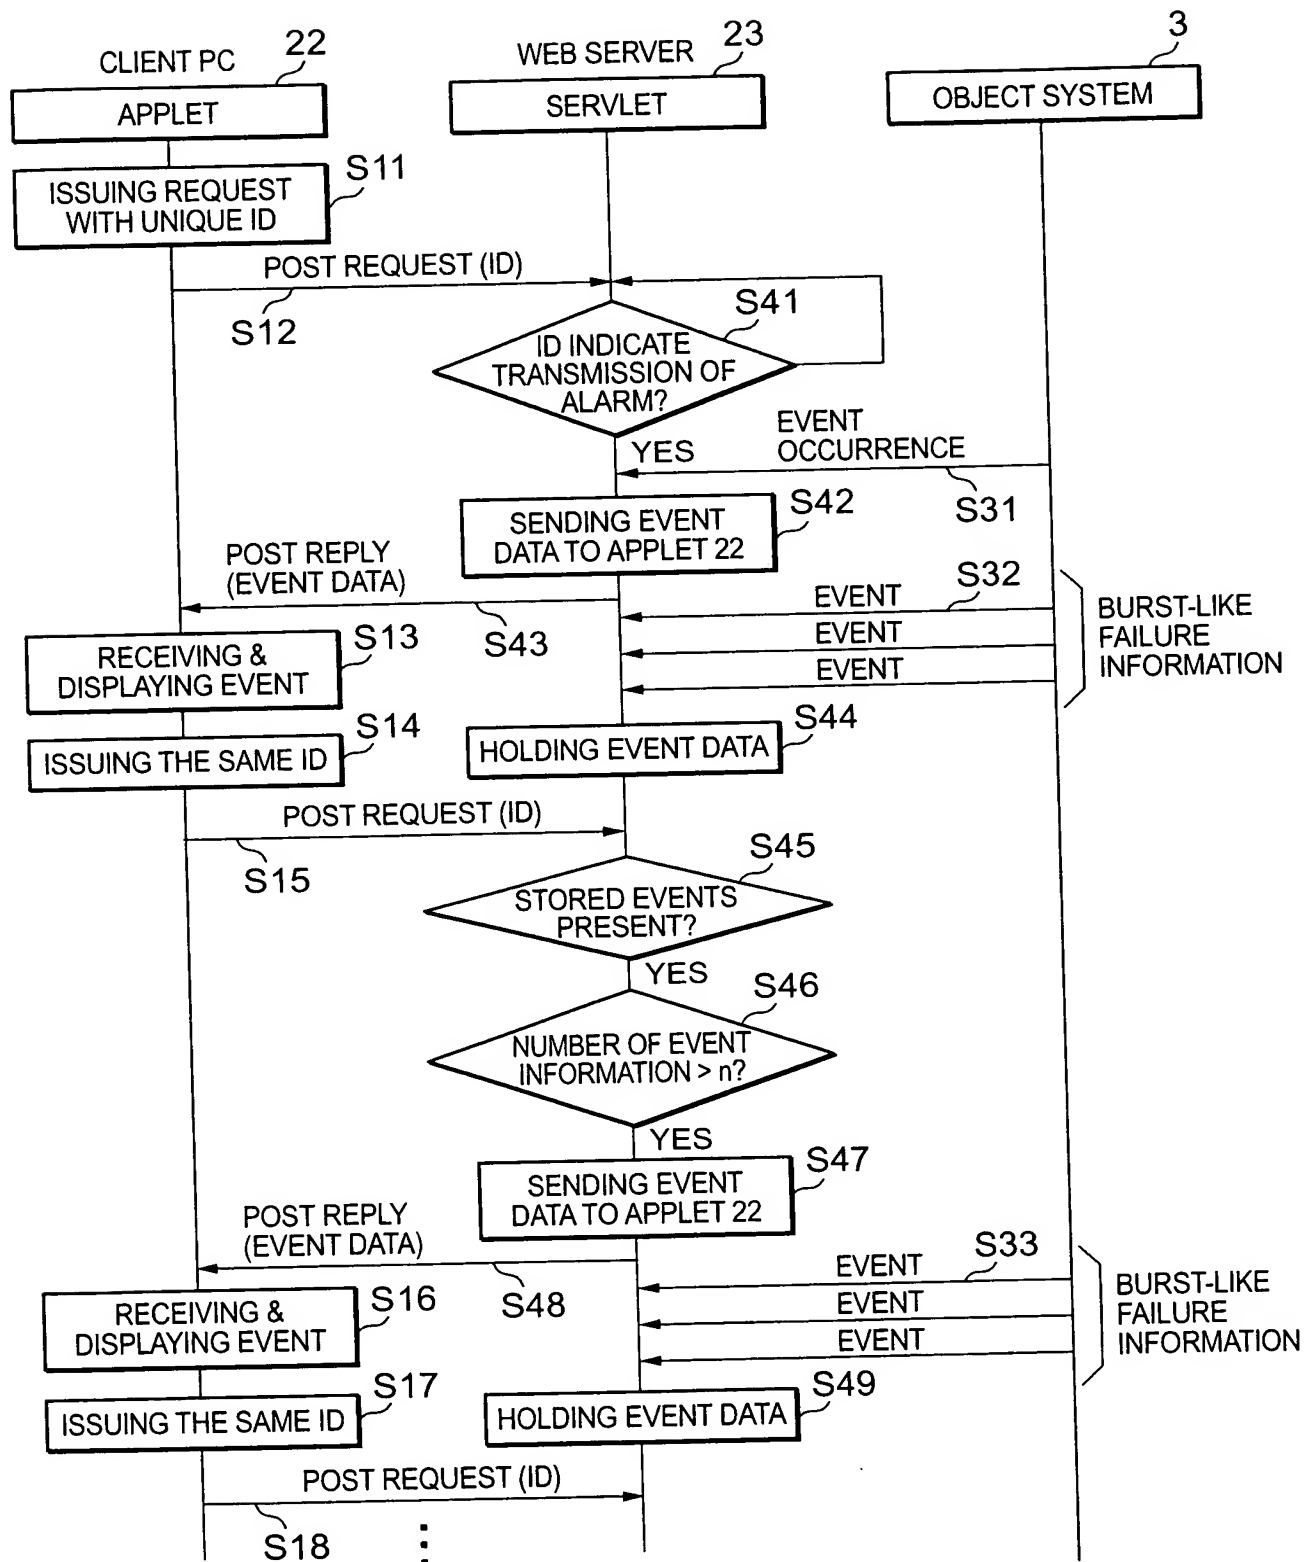 22
23
3
CLIENT PC
WEB SERVER
APPLET
SERVLET
OBJECT SYSTEM
S11
ISSUING REQUEST
WITH UNIQUE ID
POST REQUEST (ID)
S12
S41
ID INDICATE
TRANSMISSION OF
ALARM?
YES
EVENT
OCCURRENCE
S31
S42
SENDING EVENT
DATA TO APPLET 22
POST REPLY
(EVENT DATA)
S43
S32
EVENT
EVENT
EVENT
BURST-LIKE
FAILURE
INFORMATION
S13
RECEIVING &
DISPLAYING EVENT
S14
ISSUING THE SAME ID
S44
HOLDING EVENT DATA
POST REQUEST (ID)
S15
S45
STORED EVENTS
PRESENT?
YES
S46
NUMBER OF EVENT
INFORMATION > n?
YES
S47
SENDING EVENT
DATA TO APPLET 22
POST REPLY
(EVENT DATA)
S48
S33
EVENT
EVENT
EVENT
BURST-LIKE
FAILURE
INFORMATION
S16
RECEIVING &
DISPLAYING EVENT
S17
ISSUING THE SAME ID
S49
HOLDING EVENT DATA
POST REQUEST (ID)
S18